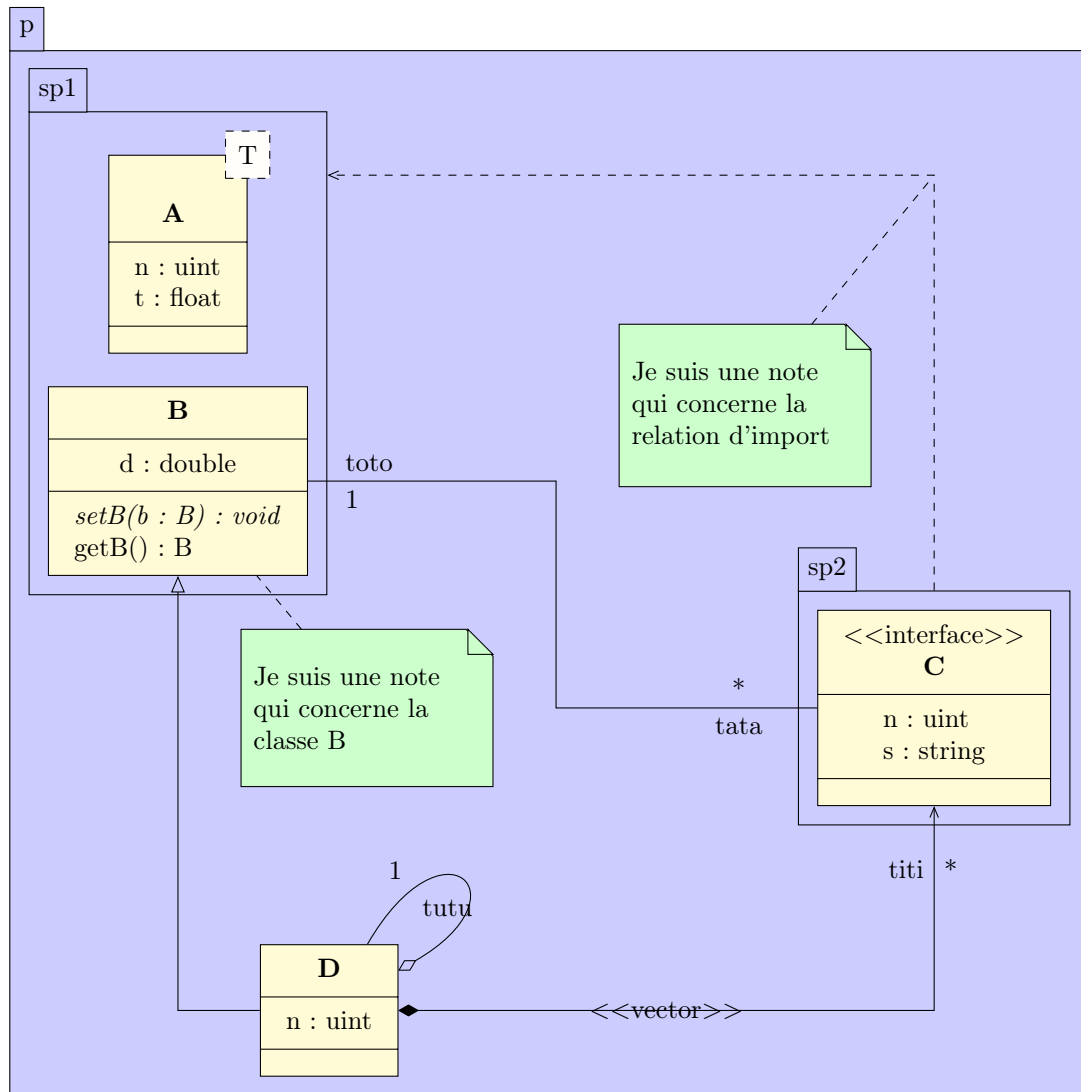 p
sp1
T
A
n : uint
t : float
Je suis une note
qui concerne la
relation d'import
B
d : double
setB(b : B) : void
getB() : B
toto
1
sp2
<<interface>>
C
n : uint
s : string
*
tata
Je suis une note
qui concerne la
classe B
titi
*
1
tutu
D
n : uint
<<vector>>